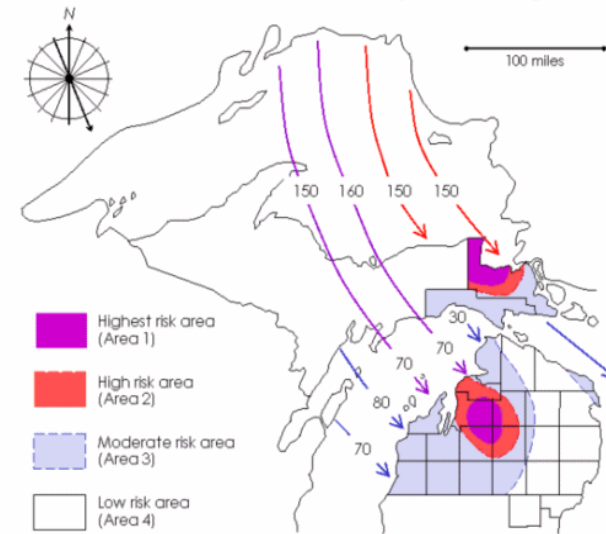 N
100 miles
150
160
150
150
30
70
70
80
70
Highest risk area
(Area 1)
High risk area
(Area 2)
Moderate risk area
(Area 3)
Low risk area
(Area 4)